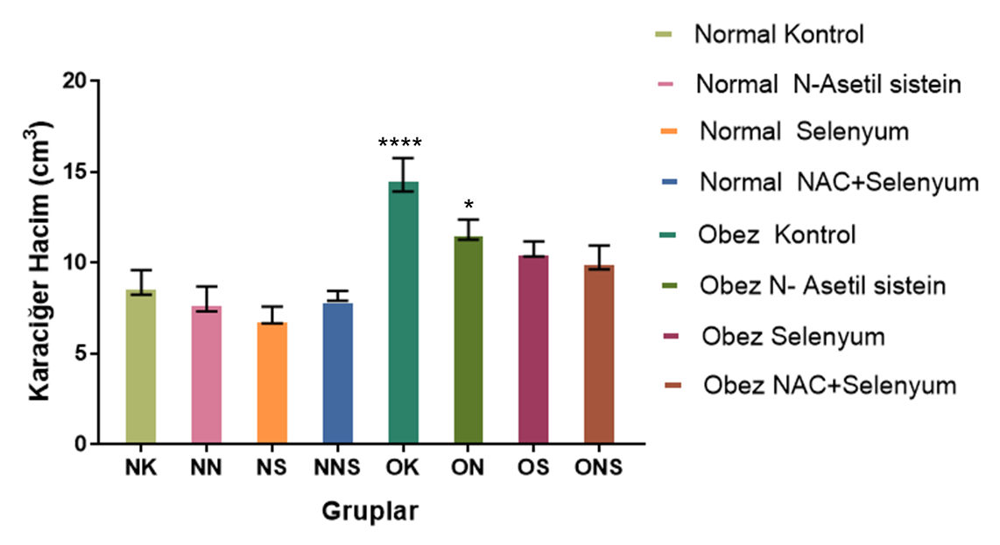 Karaciğer Hacim (cm³)
20
15
10
5
0
****
*
NK NN NS NNS OK ON OS ONS
Gruplar
Normal Kontrol
Normal N-Asetil sistein
Normal Selenyum
Normal NAC+Selenyum
Obez Kontrol
Obez N- Asetil sistein
Obez Selenyum
Obez NAC+Selenyum